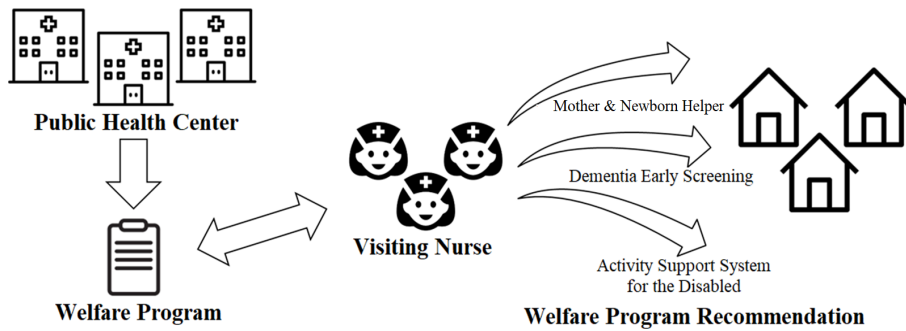 Public Health Center
Mother & Newborn Helper
Dementia Early Screening
Visiting Nurse
Activity Support System
for the Disabled
Welfare Program
Welfare Program Recommendation